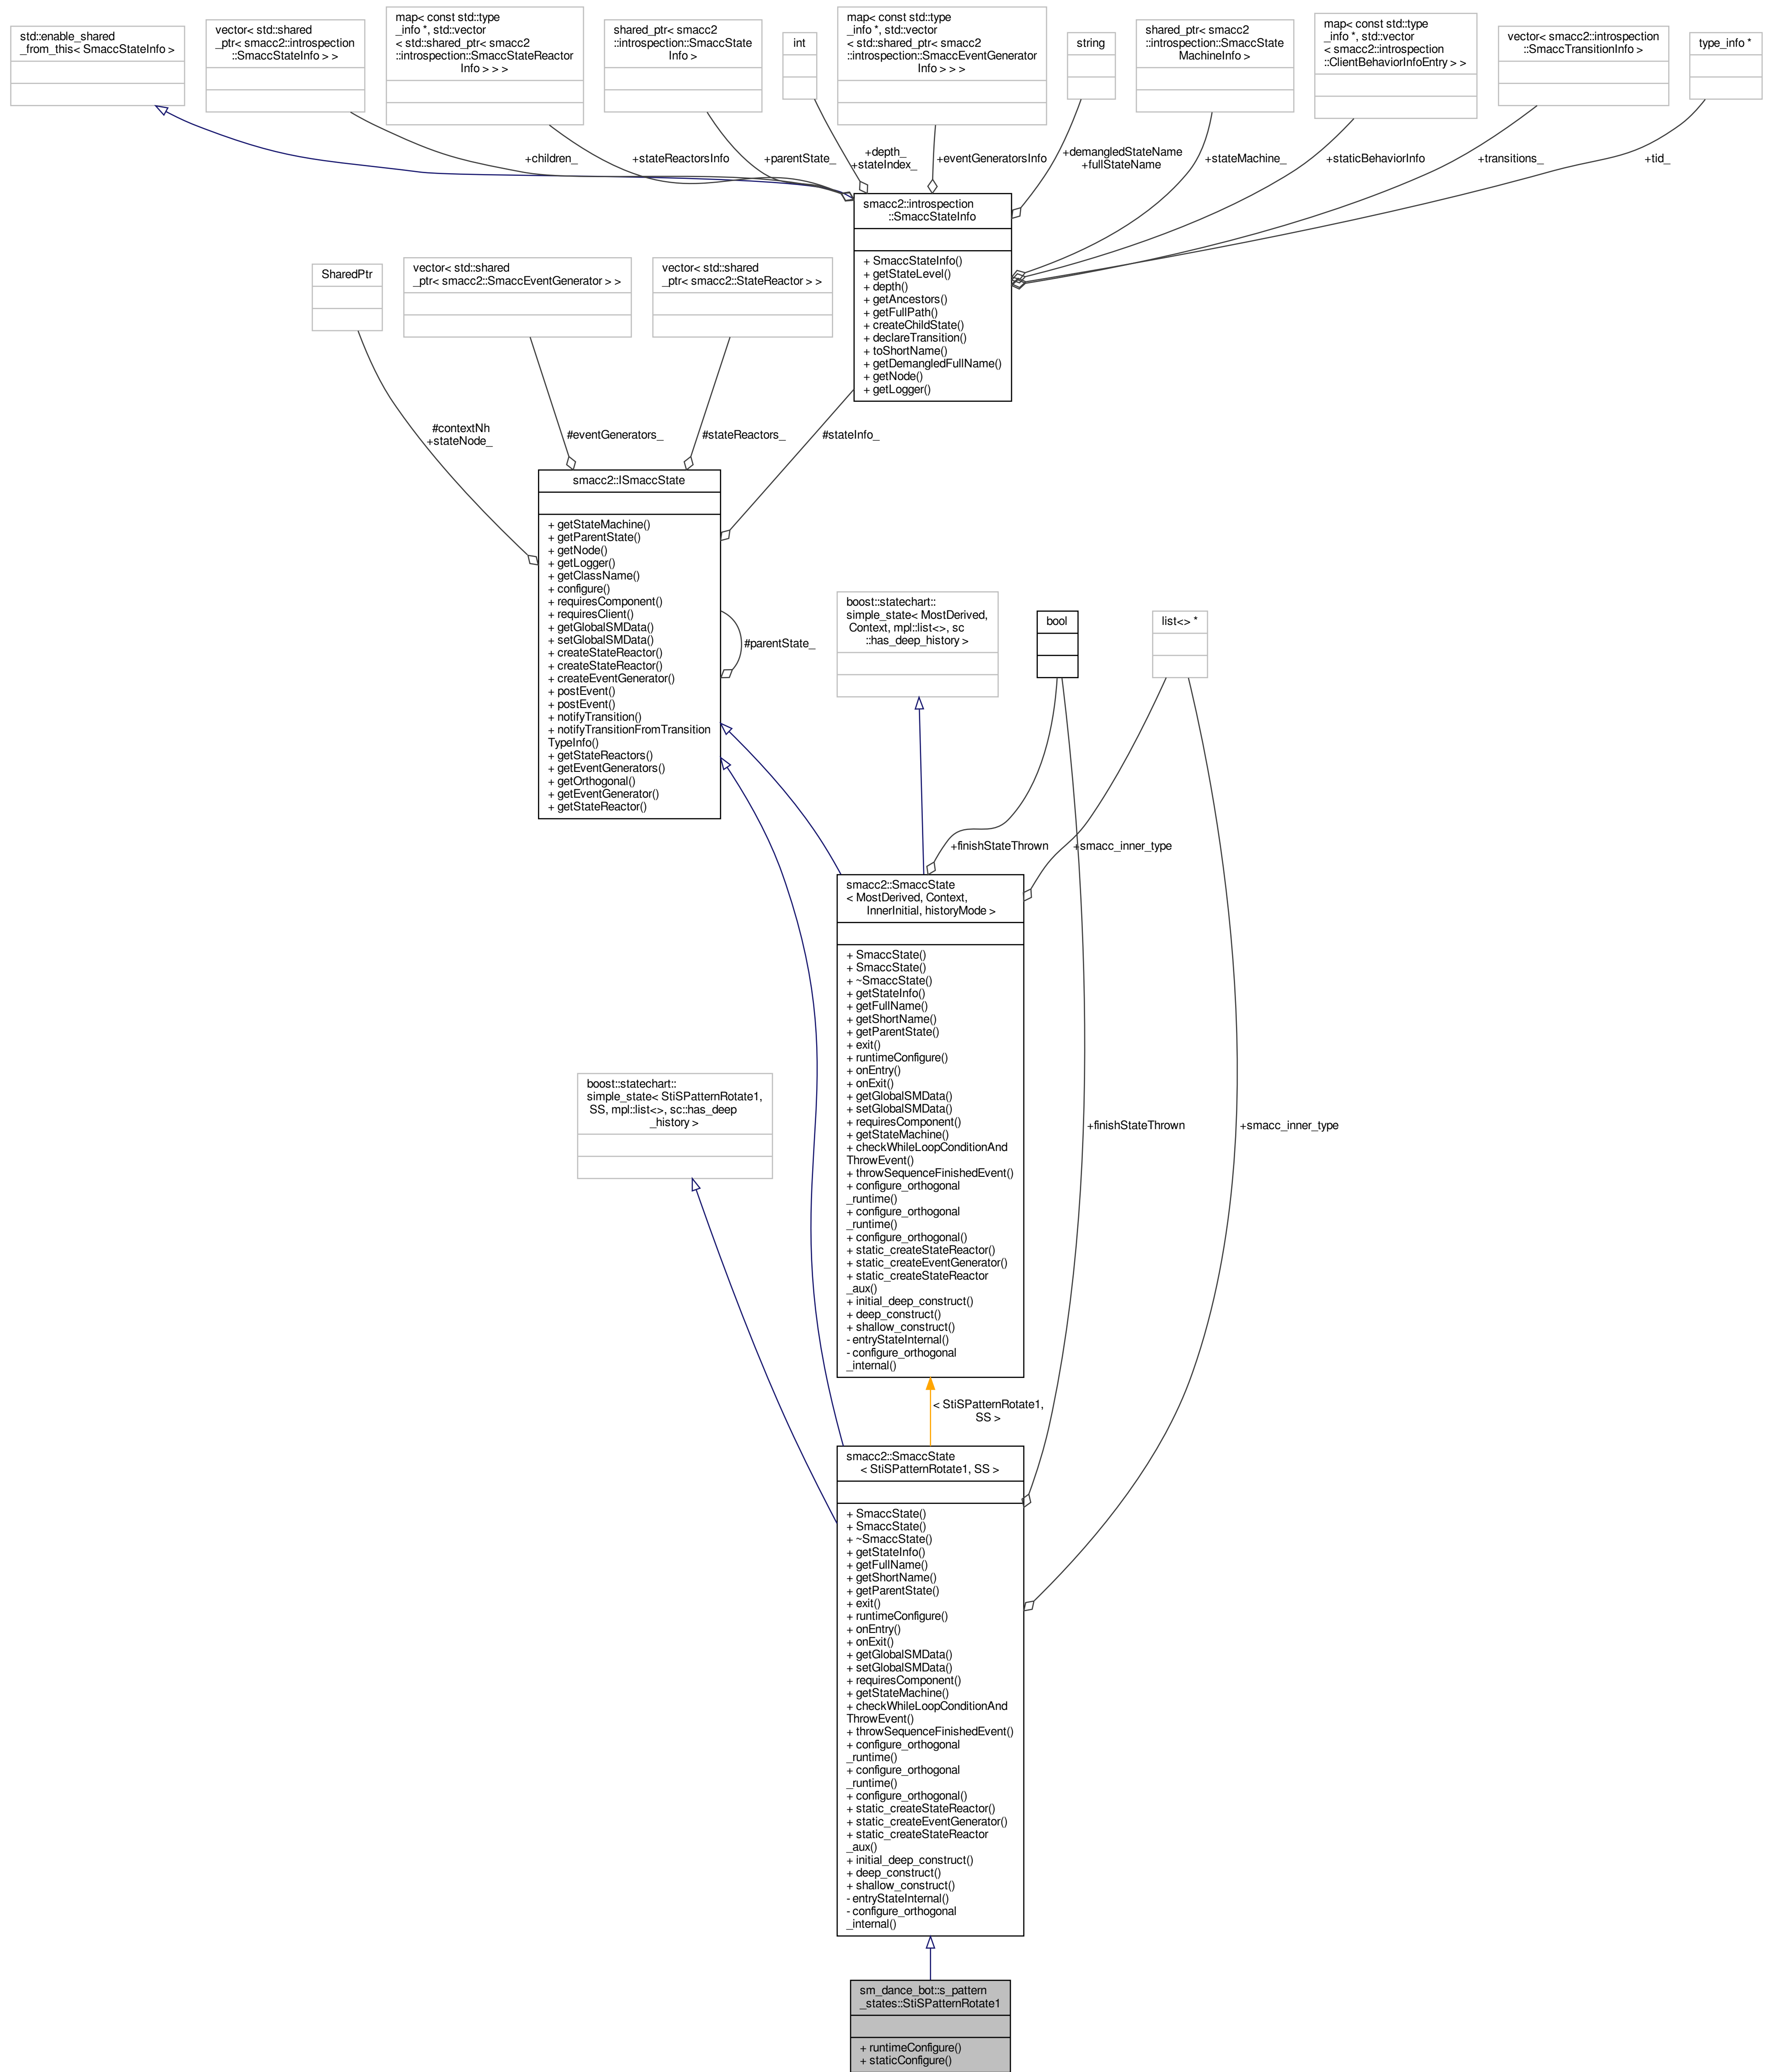 std::enable_shared
_from_this< SmaccStateInfo >
vector< std::shared
_ptr< smacc2::introspection
::SmaccStateInfo > >
map< const std::type
_info *, std::vector
< std::shared_ptr< smacc2
::introspection::SmaccStateReactor
Info > > >
shared_ptr< smacc2
::introspection::SmaccState
Info >
int
map< const std::type
_info *, std::vector
< std::shared_ptr< smacc2
::introspection::SmaccEventGenerator
Info > > >
string
shared_ptr< smacc2
::introspection::SmaccState
MachineInfo >
map< const std::type
_info *, std::vector
< smacc2::introspection
::ClientBehaviorInfoEntry > >
vector< smacc2::introspection
::SmaccTransitionInfo >
type_info *
+children_
+stateReactorsInfo
+parentState_
+depth_
+stateIndex_
+eventGeneratorsInfo
+demangledStateName
+fullStateName
+stateMachine_
+staticBehaviorInfo
+transitions_
+tid_
smacc2::introspection
::SmaccStateInfo
+ SmaccStateInfo()
+ getStateLevel()
+ depth()
+ getAncestors()
+ getFullPath()
+ createChildState()
+ declareTransition()
+ toShortName()
+ getDemangledFullName()
+ getNode()
+ getLogger()
SharedPtr
vector< std::shared
_ptr< smacc2::SmaccEventGenerator > >
vector< std::shared
_ptr< smacc2::StateReactor > >
#contextNh
+stateNode_
#eventGenerators_
#stateReactors_
#stateInfo_
smacc2::ISmaccState
+ getStateMachine()
+ getParentState()
+ getNode()
+ getLogger()
+ getClassName()
+ configure()
+ requiresComponent()
+ requiresClient()
+ getGlobalSMData()
+ setGlobalSMData()
+ createStateReactor()
+ createStateReactor()
+ createEventGenerator()
+ postEvent()
+ postEvent()
+ notifyTransition()
+ notifyTransitionFromTransition
TypeInfo()
+ getStateReactors()
+ getEventGenerators()
+ getOrthogonal()
+ getEventGenerator()
+ getStateReactor()
#parentState_
boost::statechart::
simple_state< MostDerived,
Context, mpl::list<>, sc
::has_deep_history >
bool
list<> *
+finishStateThrown
+smacc_inner_type
smacc2::SmaccState
< MostDerived, Context,
InnerInitial, historyMode >
+ SmaccState()
+ SmaccState()
+ ~SmaccState()
+ getStateInfo()
+ getFullName()
+ getShortName()
+ getParentState()
+ exit()
+ runtimeConfigure()
+ onEntry()
+ onExit()
+ getGlobalSMData()
+ setGlobalSMData()
+ requiresComponent()
+ getStateMachine()
+ checkWhileLoopConditionAnd
ThrowEvent()
+ throwSequenceFinishedEvent()
+ configure_orthogonal
_runtime()
+ configure_orthogonal
_runtime()
+ configure_orthogonal()
+ static_createStateReactor()
+ static_createEventGenerator()
+ static_createStateReactor
_aux()
+ initial_deep_construct()
+ deep_construct()
+ shallow_construct()
- entryStateInternal()
- configure_orthogonal
_internal()
boost::statechart::
simple_state< StiSPatternRotate1,
SS, mpl::list<>, sc::has_deep
_history >
+finishStateThrown
+smacc_inner_type
< StiSPatternRotate1,
SS >
smacc2::SmaccState
< StiSPatternRotate1, SS >
+ SmaccState()
+ SmaccState()
+ ~SmaccState()
+ getStateInfo()
+ getFullName()
+ getShortName()
+ getParentState()
+ exit()
+ runtimeConfigure()
+ onEntry()
+ onExit()
+ getGlobalSMData()
+ setGlobalSMData()
+ requiresComponent()
+ getStateMachine()
+ checkWhileLoopConditionAnd
ThrowEvent()
+ throwSequenceFinishedEvent()
+ configure_orthogonal
_runtime()
+ configure_orthogonal
_runtime()
+ configure_orthogonal()
+ static_createStateReactor()
+ static_createEventGenerator()
+ static_createStateReactor
_aux()
+ initial_deep_construct()
+ deep_construct()
+ shallow_construct()
- entryStateInternal()
- configure_orthogonal
_internal()
sm_dance_bot::s_pattern
_states::StiSPatternRotate1
+ runtimeConfigure()
+ staticConfigure()